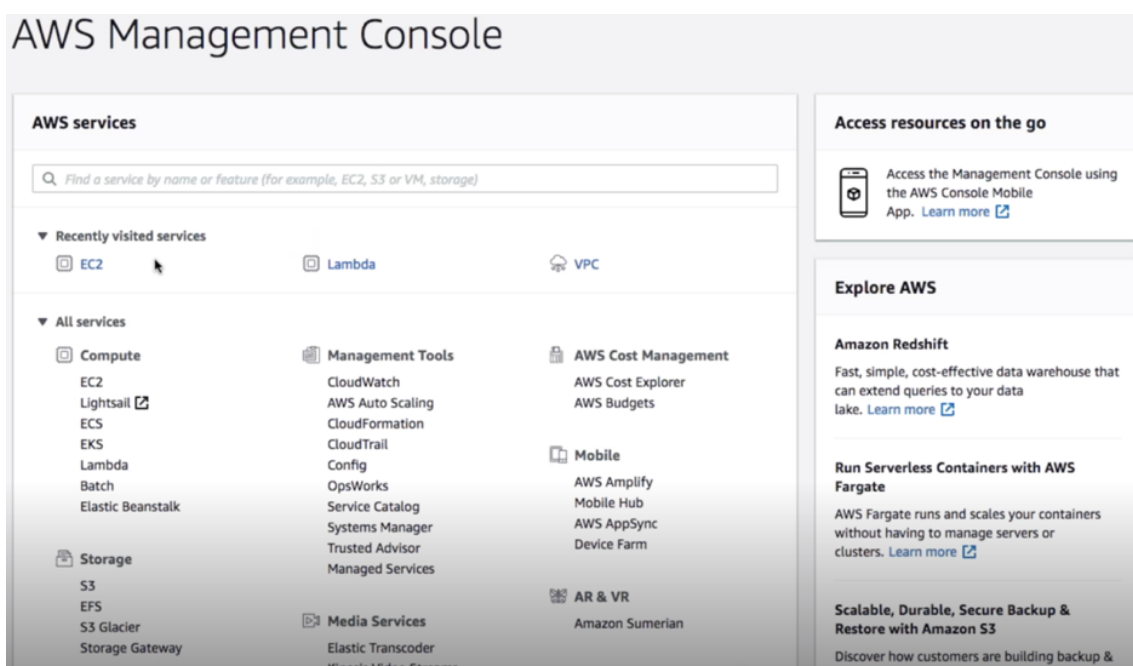 AWS Management Console
AWS services
Find a service by name or feature (for example, EC2, S3 or VM, storage)
Recently visited services
EC2
Lambda
VPC
All services
Compute
EC2
Lightsail
ECS
EKS
Lambda
Batch
Elastic Beanstalk
Storage
S3
EFS
S3 Glacier
Storage Gateway
Management Tools
CloudWatch
AWS Auto Scaling
CloudFormation
CloudTrail
Config
OpsWorks
Service Catalog
Systems Manager
Trusted Advisor
Managed Services
Media Services
Elastic Transcoder
Kinesis Video Streams
AWS Cost Management
AWS Cost Explorer
AWS Budgets
Mobile
AWS Amplify
Mobile Hub
AWS AppSync
Device Farm
AR & VR
Amazon Sumerian
Access resources on the go
Access the Management Console using
the AWS Console Mobile
App. Learn more
Explore AWS
Amazon Redshift
Fast, simple, cost-effective data warehouse that
can extend queries to your data
lake. Learn more
Run Serverless Containers with AWS
Fargate
AWS Fargate runs and scales your containers
without having to manage servers or
clusters. Learn more
Scalable, Durable, Secure Backup &
Restore with Amazon S3
Discover how customers are building backup &